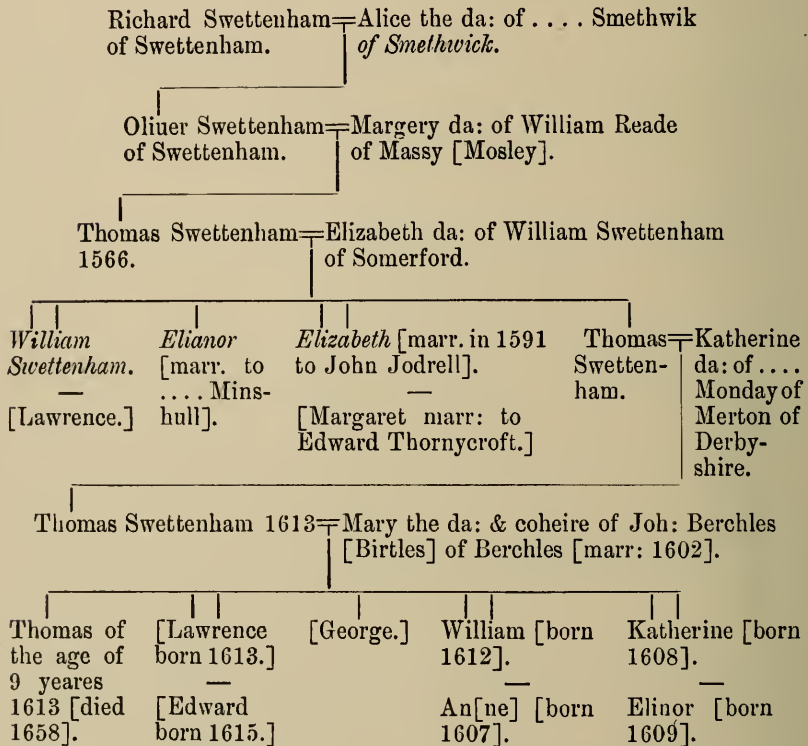 Richard Swettenham=Alice the da: of . . . . Smethwik
of Swettenham. of Smethwick.
Oliuer Swettenham=Margery da: of William Reade
of Swettenham. of Massy [Mosley].
Thomas Swettenham=Elizabeth da: of William Swettenham
1566. of Somerford.
William
Swettenham.
—
[Lawrence.]
Elianor
[marr. to
. . . . Mins-
hull].
Elizabeth [marr. in 1591
to John Jodrell].
—
[Margaret marr: to
Edward Thornycroft.]
Thomas=Katherine
Swetten- da: of . . . .
ham. Monday of
Merton of
Derby-
shire.
Thomas Swettenham 1613=Mary the da: & coheire of Joh: Berchles
[Birtles] of Berchles [marr: 1602].
Thomas of
the age of
9 yeares
1613 [died
1658].
[Lawrence
born 1613.]
—
[Edward
born 1615.]
[George.]
William [born
1612].
—
An[ne] [born
1607].
Katherine [born
1608].
—
Elinor [born
1609].